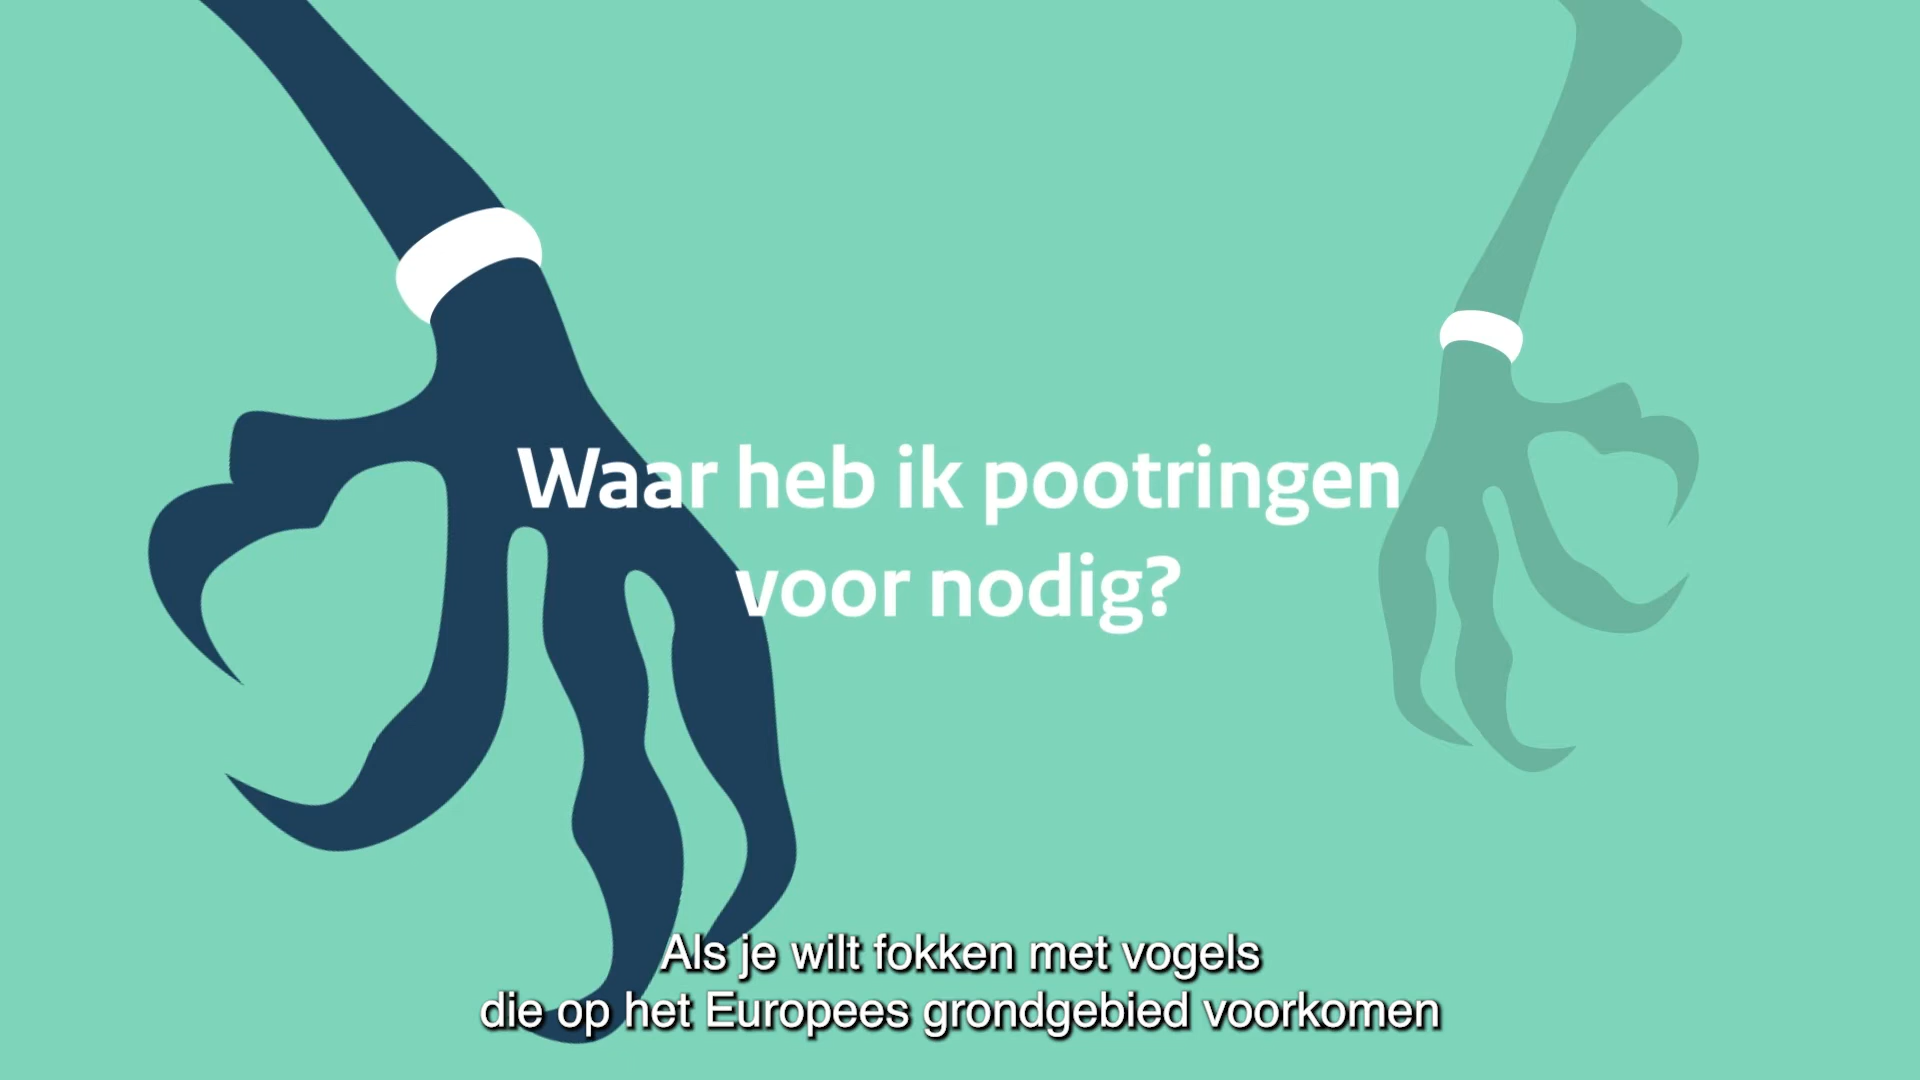 Waar heb ik pootringen
voor nodig?
Als je wilt fokken met vogels
die op het Europees grondgebied voorkomen